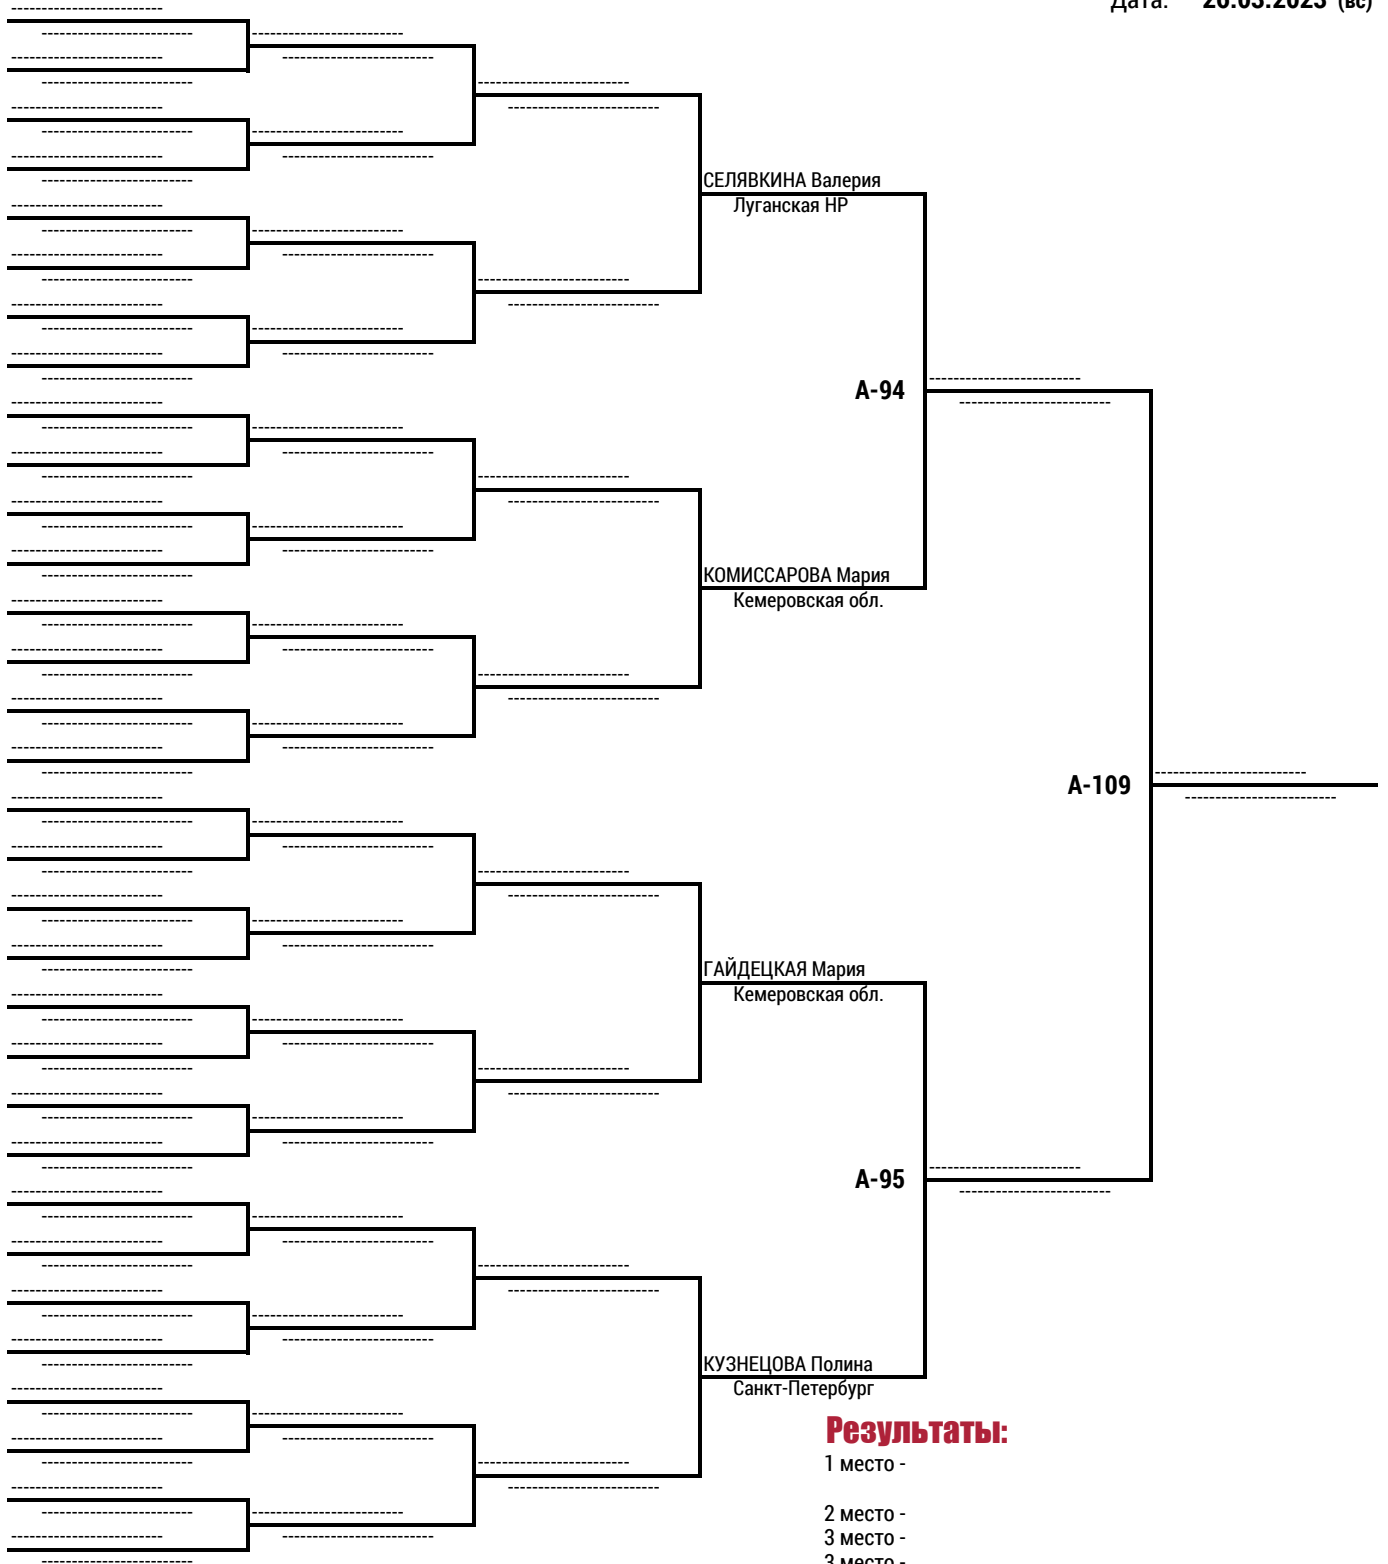 Дата: 26.03.2023 (вс)
СЕЛЯВКИНА Валерия
Луганская НР
А-94
КОМИССАРОВА Мария
Кемеровская обл.
А-109
ГАЙДЕЦКАЯ Мария
Кемеровская обл.
А-95
КУЗНЕЦОВА Полина
Санкт-Петербург
Результаты:
1 место -
2 место -
3 место -
3 место -